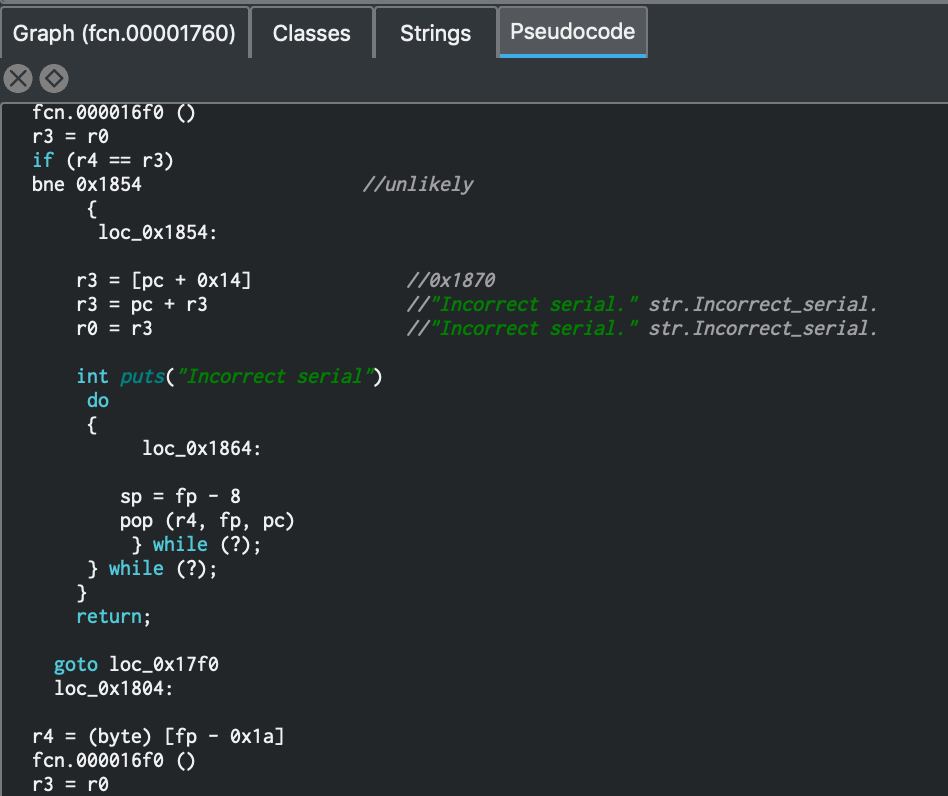 Graph (fcn.00001760) Classes Strings Pseudocode
fcn.000016f0 ()
r3 = r0
if (r4 == r3)
bne 0x1854 //unlikely
{
loc_0x1854:
r3 = [pc + 0x14] //0x1870
r3 = pc + r3 //"Incorrect serial." str.Incorrect_serial.
r0 = r3 //"Incorrect serial." str.Incorrect_serial.
int puts("Incorrect serial")
do
{
loc_0x1864:
sp = fp - 8
pop (r4, fp, pc)
} while (?);
} while (?);
}
return;
goto loc_0x17f0
loc_0x1804:
r4 = (byte) [fp - 0x1a]
fcn.000016f0 ()
r3 = r0